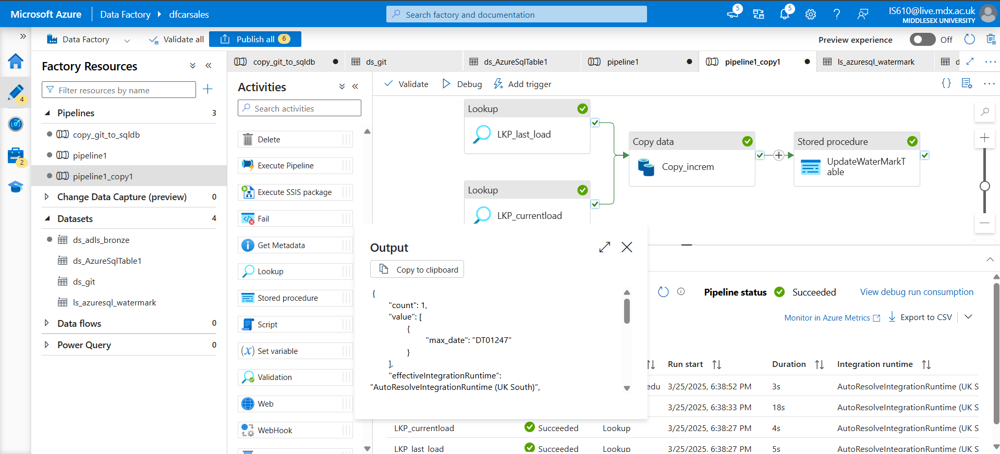 Microsoft Azure
Data Factory
dfcarsales
Search factory and documentation
5
5
IS610@live.mdx.ac.uk
MIDDLESEX UNIVERSITY
Data Factory
Validate all
Publish all 6
Preview experience
Off
4
2
Factory Resources
Filter resources by name
Pipelines 3
copy_git_to_sqldb
pipeline1
pipeline1_copy1
Change Data Capture (preview) 0
Datasets 4
ds_adls_bronze
ds_AzureSqlTable1
ds_git
ls_azuresql_watermark
Data flows 0
Power Query 0
copy_git_to_sqldb
ds_git
ds_AzureSqlTable1
pipeline1
pipeline1_copy1
ls_azuresql_watermark
d
Activities
Search activities
Delete
Execute Pipeline
Execute SSIS package
Fail
Get Metadata
Lookup
Stored procedure
Script
Set variable
Validation
Web
WebHook
Validate
Debug
Add trigger
Lookup
LKP_last_load
Lookup
LKP_currentload
Copy data
Copy_increm
Stored procedure
UpdateWaterMarkT
able
Output
Copy to clipboard
{
"count": 1,
"value": [
{
"max_date": "DT01247"
}
],
"effectiveIntegrationRuntime":
"AutoResolveIntegrationRuntime (UK South)",
Pipeline status
Succeeded
View debug run consumption
Monitor in Azure Metrics
Export to CSV
Run start
Duration
Integration runtime
edu 3/25/2025, 6:38:52 PM 3s AutoResolveIntegrationRuntime (UK S
3/25/2025, 6:38:33 PM 18s AutoResolveIntegrationRuntime (UK S
LKP_currentload Succeeded Lookup 3/25/2025, 6:38:27 PM 4s AutoResolveIntegrationRuntime (UK S
LKP_last_load Succeeded Lookup 3/25/2025, 6:38:27 PM 5s AutoResolveIntegrationRuntime (UK S